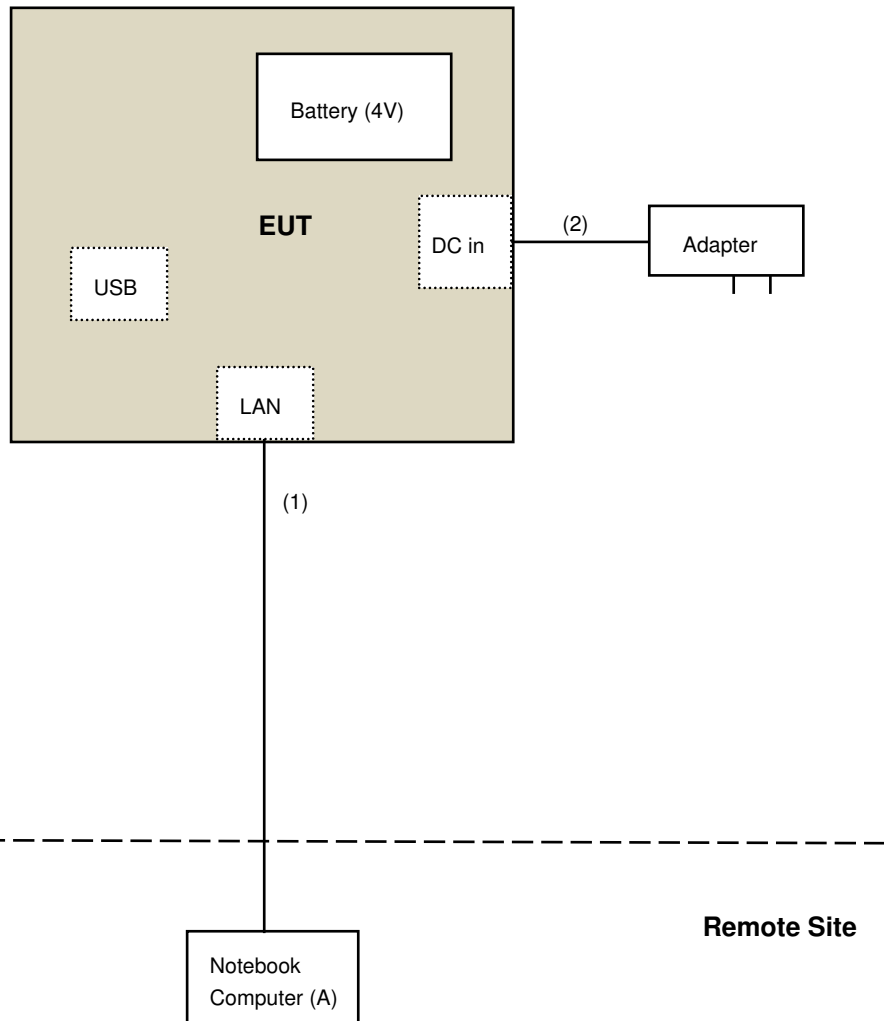 Battery (4V)
EUT
DC in
(2)
Adapter
USB
LAN
(1)
Remote Site
Notebook
Computer (A)